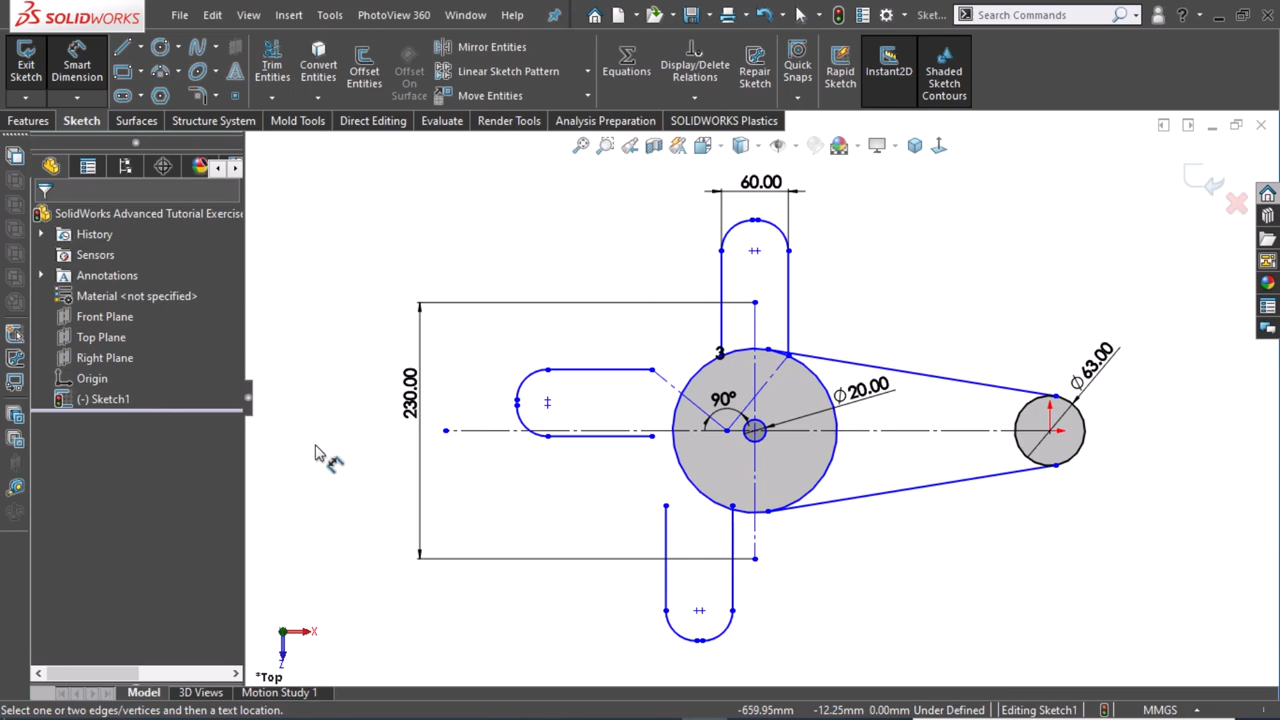 SOLIDWORKS
File Edit View Insert Tools PhotoView 360 Window Help
Sket...
Search Commands
Exit Sketch
Smart Dimension
Trim Entities
Convert Entities
Offset Entities
Offset On Surface
Mirror Entities
Linear Sketch Pattern
Move Entities
Equations
Display/Delete Relations
Repair Sketch
Quick Snaps
Rapid Sketch
Instant2D
Shaded Sketch Contours
Features Sketch Surfaces Structure System Mold Tools Direct Editing Evaluate Render Tools Analysis Preparation SOLIDWORKS Plastics
SolidWorks Advanced Tutorial Exercise
History
Sensors
Annotations
Material <not specified>
Front Plane
Top Plane
Right Plane
Origin
(-) Sketch1
60.00
3
230.00
90°
Ø20.00
Ø63.00
X
Z
*Top
Model 3D Views Motion Study 1
Select one or two edges/vertices and then a text location.
-659.95mm -12.25mm 0.00mm Under Defined Editing Sketch1 MMGS